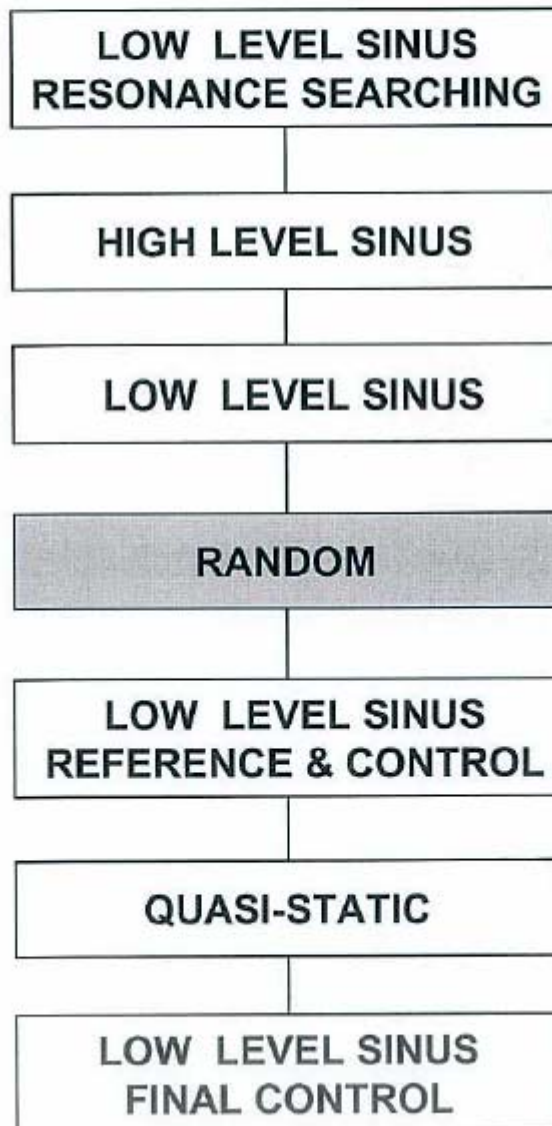 LOW LEVEL SINUS
RESONANCE SEARCHING
HIGH LEVEL SINUS
LOW LEVEL SINUS
RANDOM
LOW LEVEL SINUS
REFERENCE & CONTROL
QUASI-STATIC
LOW LEVEL SINUS
FINAL CONTROL